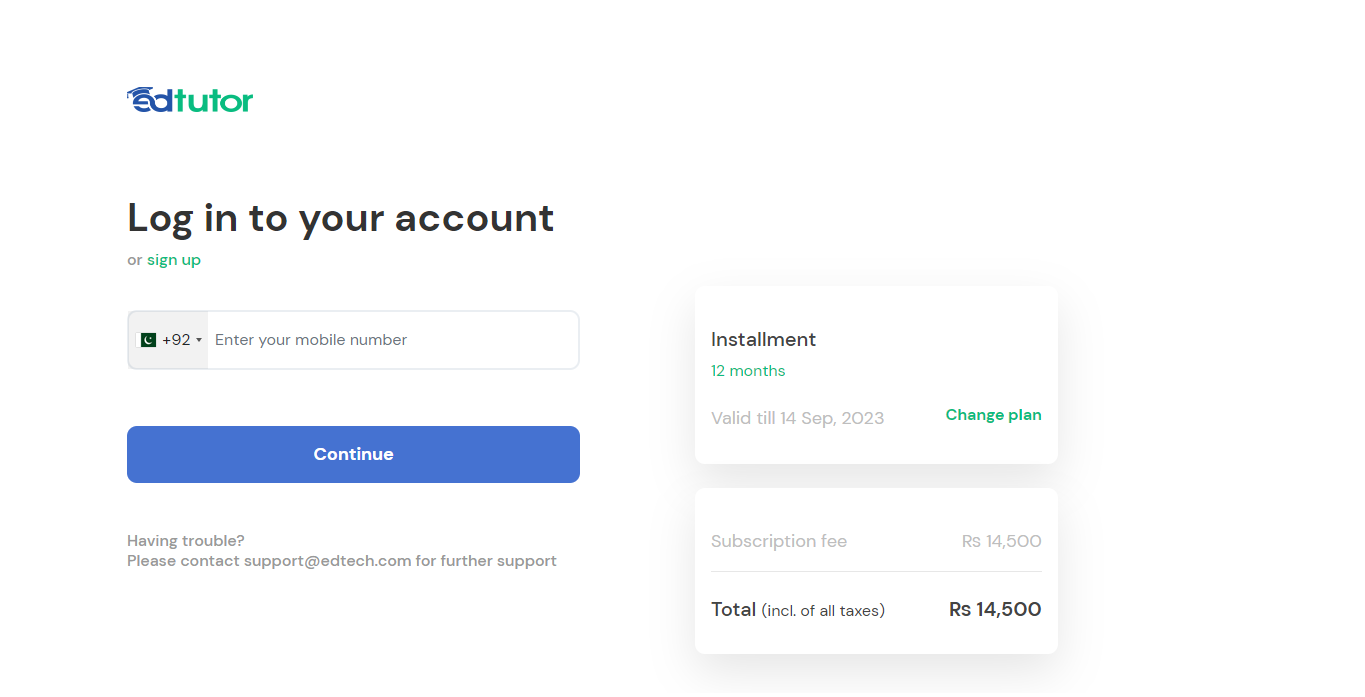 edtutor
Log in to your account
or sign up
+92
Enter your mobile number
Continue
Having trouble?
Please contact support@edtech.com for further support
Installment
12 months
Valid till 14 Sep, 2023
Change plan
Subscription fee
Rs 14,500
Total (incl. of all taxes)
Rs 14,500